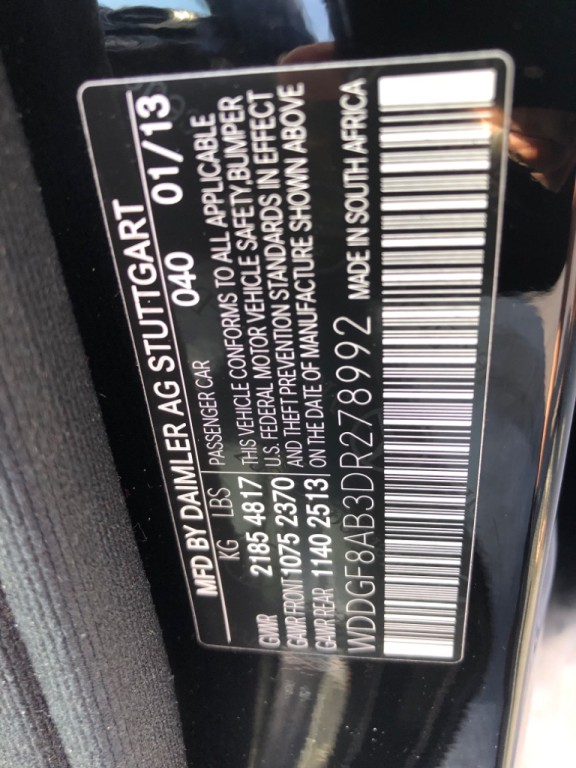 MFD BY DAIMLER AG STUTTGART
040 01/13
KG LBS PASSENGER CAR
GVWR 2185 4817 THIS VEHICLE CONFORMS TO ALL APPLICABLE
GAWR FRONT 1075 2370 U.S. FEDERAL MOTOR VEHICLE SAFETY, BUMPER
GAWR REAR 1140 2513 AND THEFT PREVENTION STANDARDS IN EFFECT
ON THE DATE OF MANUFACTURE SHOWN ABOVE
WDDGF8AB3DR278992 MADE IN SOUTH AFRICA